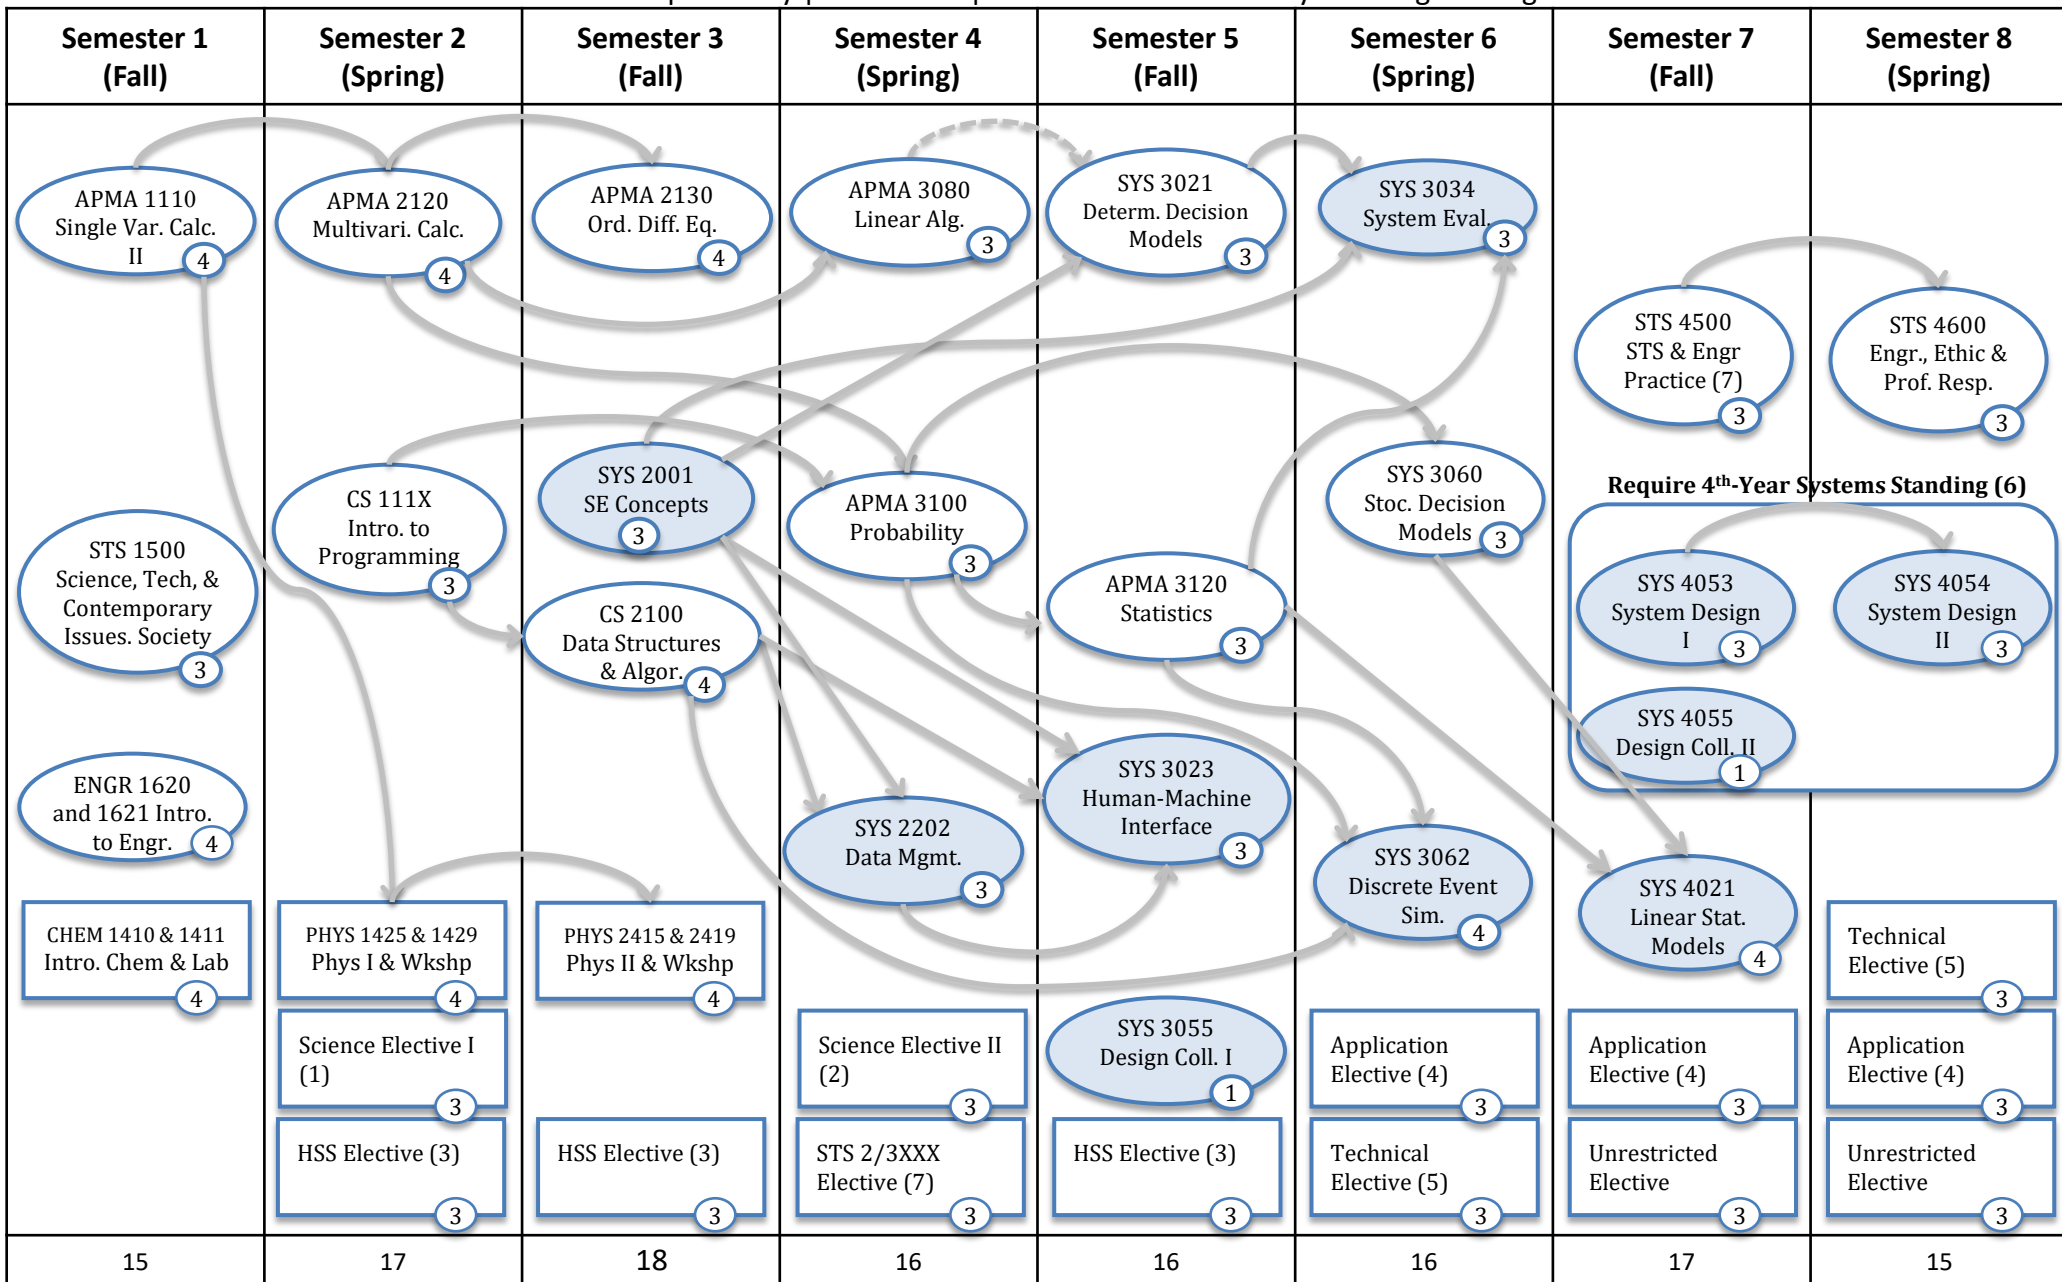 Semester 1
(Fall)
Semester 2
(Spring)
Semester 3
(Fall)
Semester 4
(Spring)
Semester 5
(Fall)
Semester 6
(Spring)
Semester 7
(Fall)
Semester 8
(Spring)
APMA 1110
Single Var. Calc.
II
4
STS 1500
Science, Tech, &
Contemporary
Issues. Society
3
ENGR 1620
and 1621 Intro.
to Engr.
4
CHEM 1410 & 1411
Intro. Chem & Lab
4
15
APMA 2120
Multivari. Calc.
4
CS 111X
Intro. to
Programming
3
PHYS 1425 & 1429
Phys I & Wkshp
4
Science Elective I
(1)
3
HSS Elective (3)
3
17
APMA 2130
Ord. Diff. Eq.
4
SYS 2001
SE Concepts
3
CS 2100
Data Structures
& Algor.
4
PHYS 2415 & 2419
Phys II & Wkshp
4
HSS Elective (3)
3
18
APMA 3080
Linear Alg.
3
APMA 3100
Probability
3
SYS 2202
Data Mgmt.
3
Science Elective II
(2)
3
STS 2/3XXX
Elective (7)
3
16
SYS 3021
Determ. Decision
Models
3
APMA 3120
Statistics
3
SYS 3023
Human-Machine
Interface
3
SYS 3055
Design Coll. I
1
HSS Elective (3)
3
16
SYS 3034
System Eval.
3
SYS 3060
Stoc. Decision
Models
3
SYS 3062
Discrete Event
Sim.
4
Application
Elective (4)
3
Technical
Elective (5)
3
16
STS 4500
STS & Engr
Practice (7)
3
STS 4600
Engr., Ethic &
Prof. Resp.
3
Require 4th-Year Systems Standing (6)
SYS 4053
System Design
I
3
SYS 4054
System Design
II
3
SYS 4055
Design Coll. II
1
SYS 4021
Linear Stat.
Models
4
Application
Elective (4)
3
Unrestricted
Elective
3
17
Technical
Elective (5)
3
Application
Elective (4)
3
Unrestricted
Elective
3
15